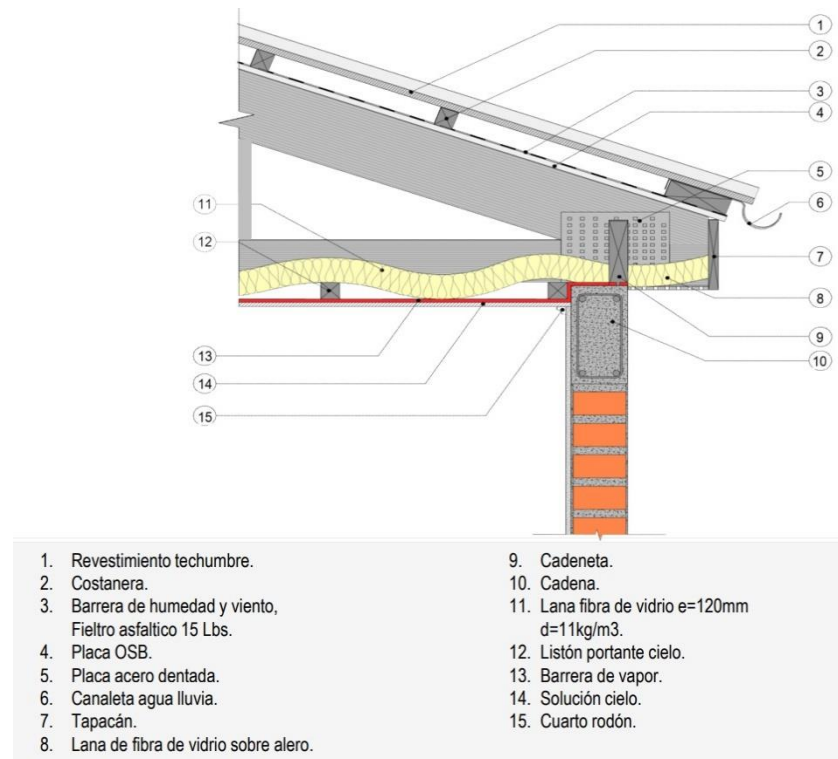 1
2
3
4
5
6
7
8
9
10
11
12
13
14
15
1. Revestimiento techumbre.
2. Costanera.
3. Barrera de humedad y viento,
Fieltro asfaltico 15 Lbs.
4. Placa OSB.
5. Placa acero dentada.
6. Canaleta agua lluvia.
7. Tapacán.
8. Lana de fibra de vidrio sobre alero.
9. Cadeneta.
10. Cadena.
11. Lana fibra de vidrio e=120mm
d=11kg/m3.
12. Listón portante cielo.
13. Barrera de vapor.
14. Solución cielo.
15. Cuarto rodón.